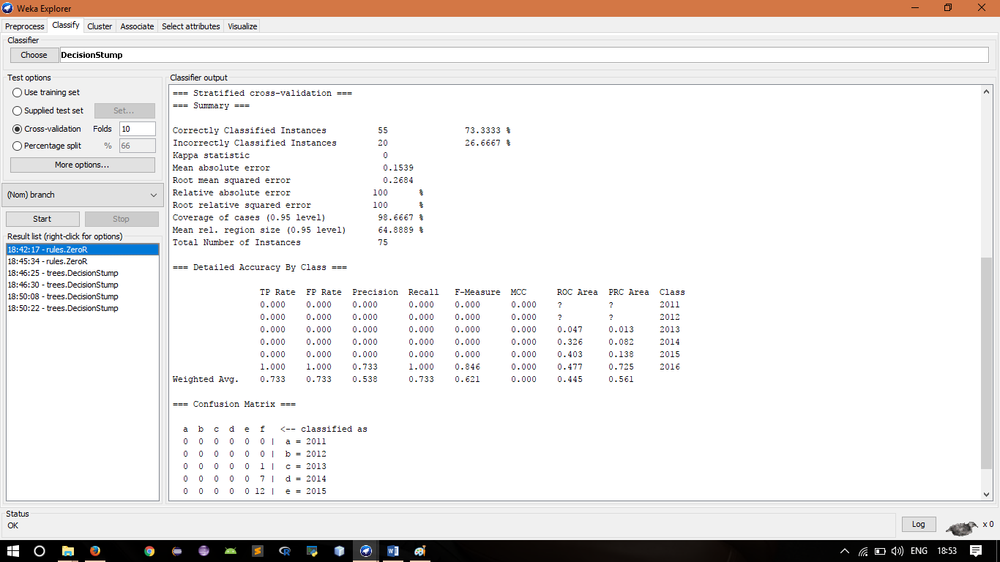 Weka Explorer
Preprocess Classify Cluster Associate Select attributes Visualize
Classifier
Choose DecisionStump
Test options
Use training set
Supplied test set Set...
Cross-validation Folds 10
Percentage split % 66
More options...
(Nom) branch
Start Stop
Result list (right-click for options)
18:42:17 - rules.ZeroR
18:45:34 - rules.ZeroR
18:46:25 - trees.DecisionStump
18:46:30 - trees.DecisionStump
18:50:08 - trees.DecisionStump
18:50:22 - trees.DecisionStump
Classifier output
=== Stratified cross-validation ===
=== Summary ===
Correctly Classified Instances 55 73.3333 %
Incorrectly Classified Instances 20 26.6667 %
Kappa statistic 0
Mean absolute error 0.1539
Root mean squared error 0.2684
Relative absolute error 100 %
Root relative squared error 100 %
Coverage of cases (0.95 level) 98.6667 %
Mean rel. region size (0.95 level) 64.8889 %
Total Number of Instances 75
=== Detailed Accuracy By Class ===
TP Rate FP Rate Precision Recall F-Measure MCC ROC Area PRC Area Class
0.000 0.000 0.000 0.000 0.000 0.000 ? ? 2011
0.000 0.000 0.000 0.000 0.000 0.000 ? ? 2012
0.000 0.000 0.000 0.000 0.000 0.000 0.047 0.013 2013
0.000 0.000 0.000 0.000 0.000 0.000 0.326 0.082 2014
0.000 0.000 0.000 0.000 0.000 0.000 0.403 0.138 2015
1.000 1.000 0.733 1.000 0.846 0.000 0.477 0.725 2016
Weighted Avg. 0.733 0.733 0.538 0.733 0.621 0.000 0.445 0.561
=== Confusion Matrix ===
a b c d e f <-- classified as
0 0 0 0 0 0 | a = 2011
0 0 0 0 0 0 | b = 2012
0 0 0 0 0 1 | c = 2013
0 0 0 0 0 7 | d = 2014
0 0 0 0 0 12 | e = 2015
Status
OK
Log x 0
ENG 18:53